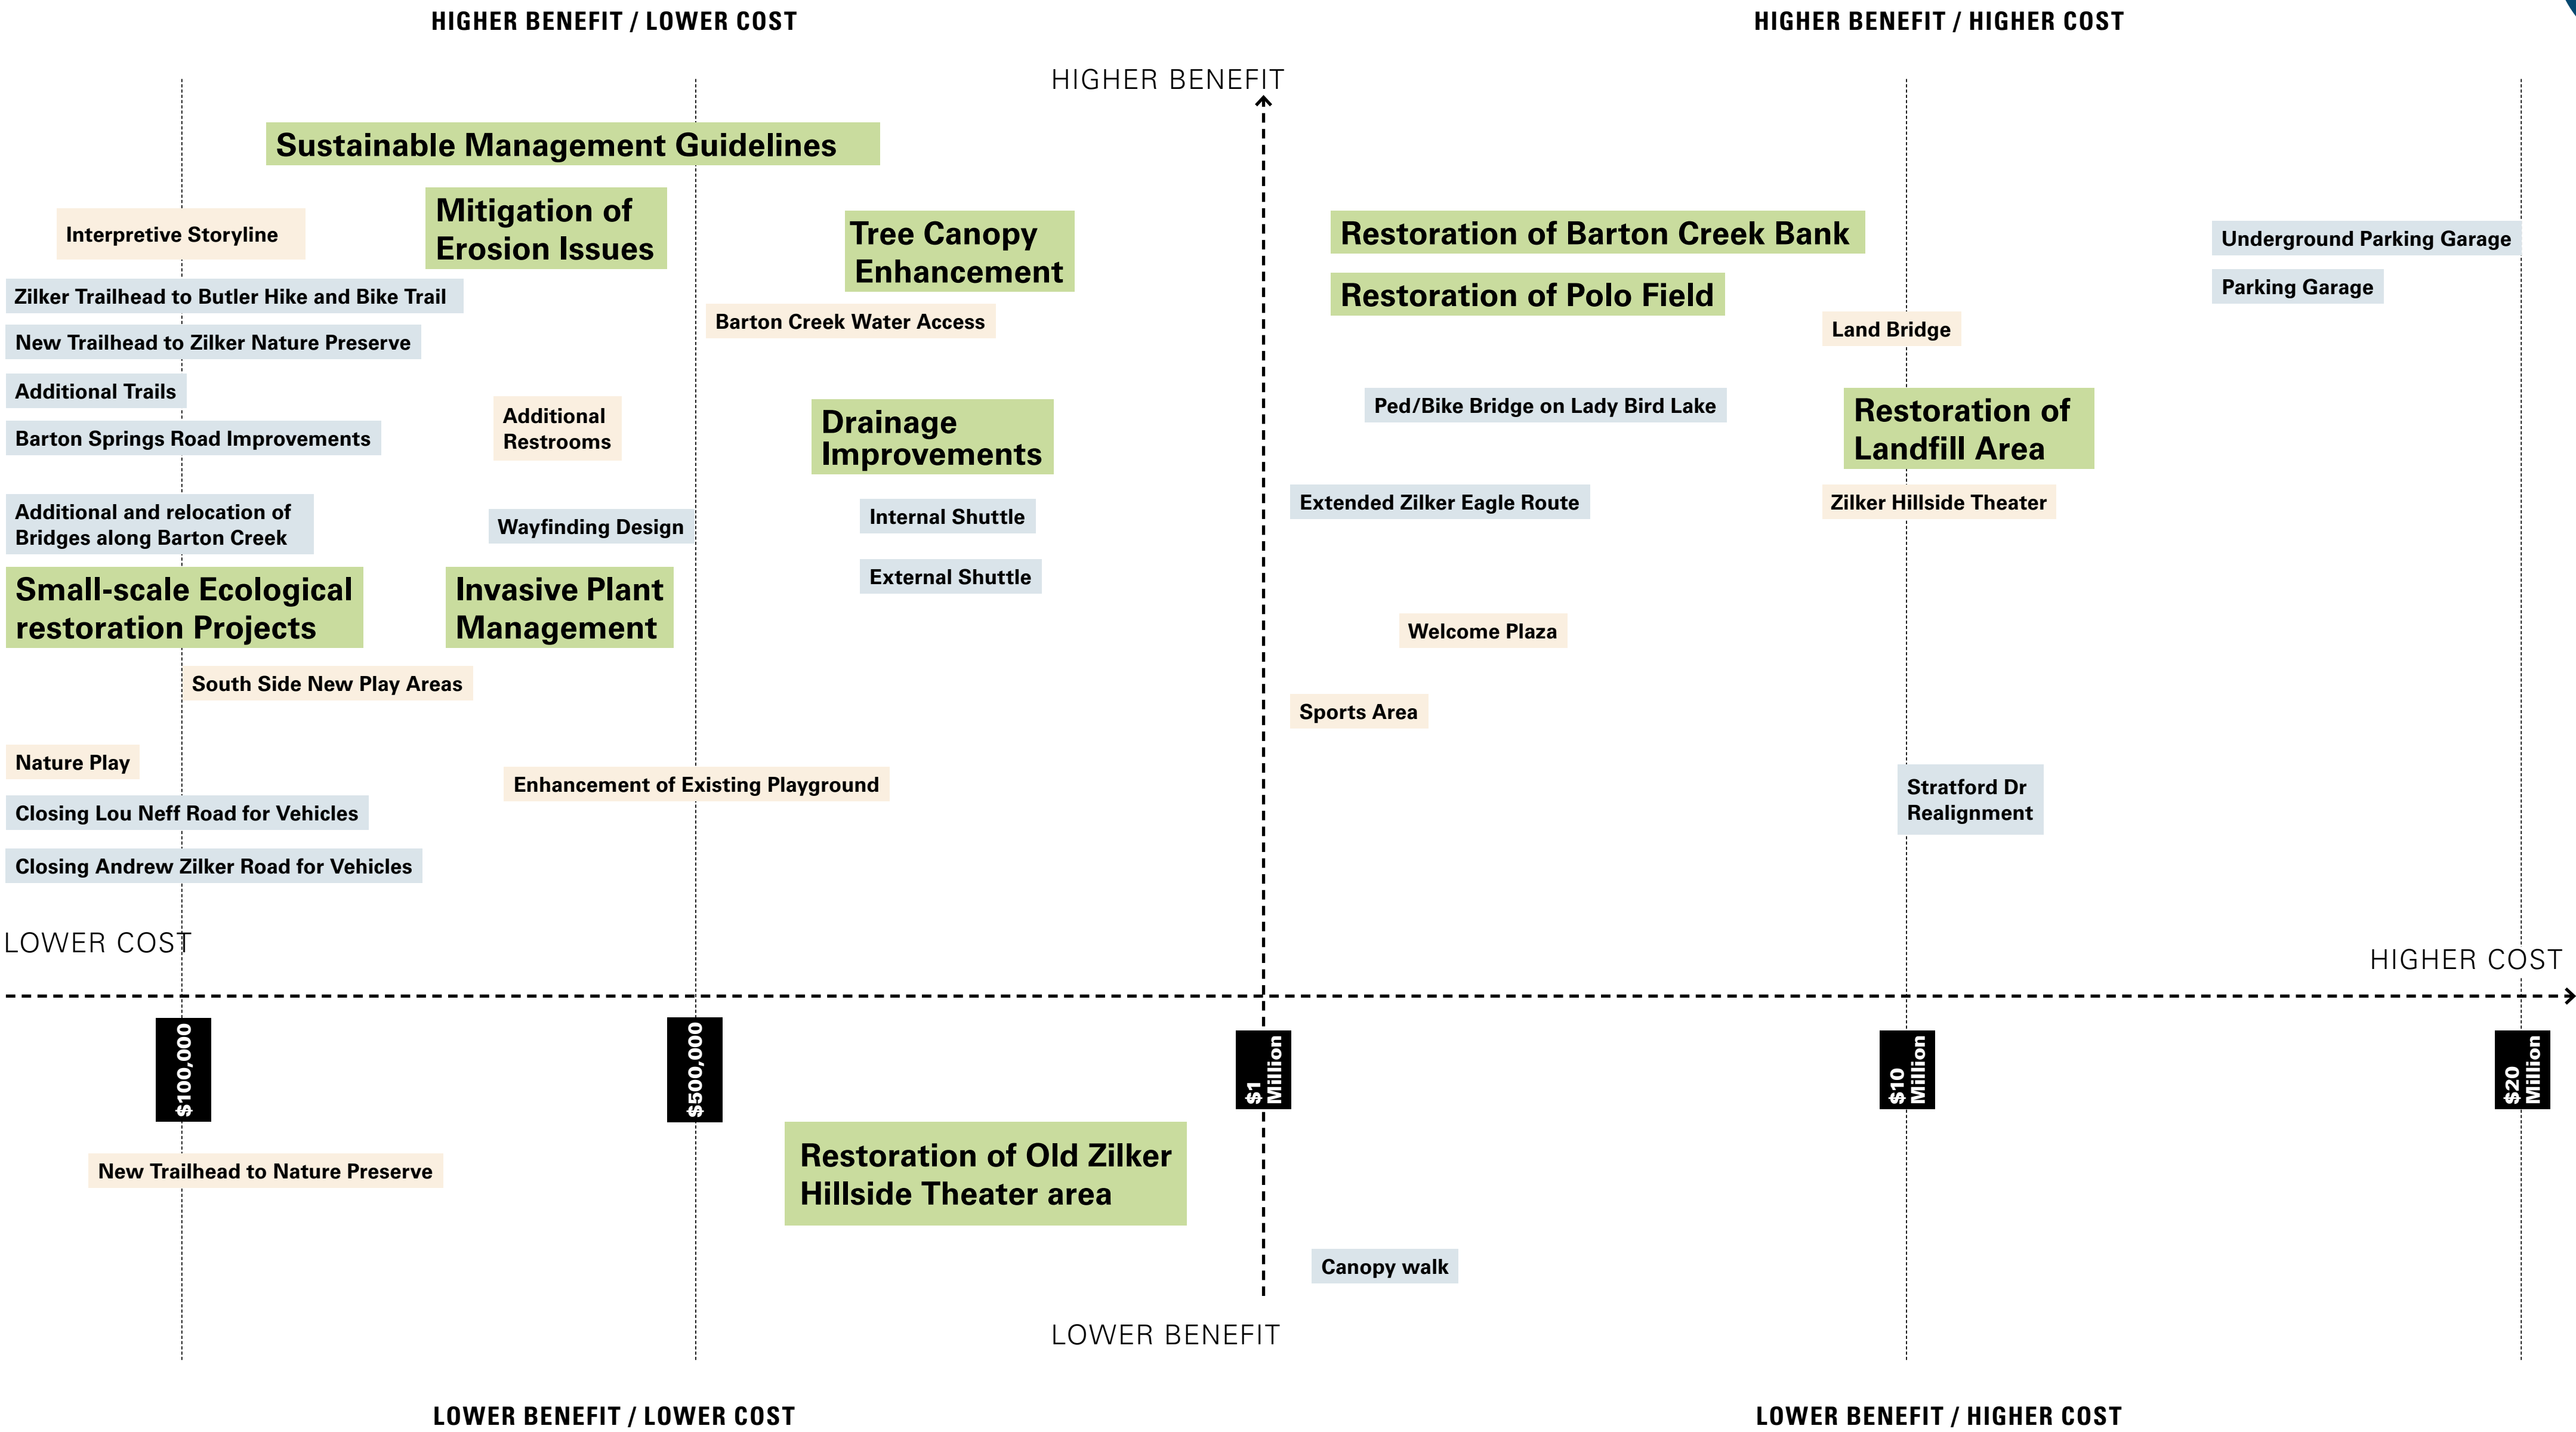 HIGHER BENEFIT / LOWER COST
HIGHER BENEFIT / HIGHER COST
HIGHER BENEFIT
Sustainable Management Guidelines
Interpretive Storyline
Mitigation of
Erosion Issues
Tree Canopy
Enhancement
Restoration of Barton Creek Bank
Underground Parking Garage
Zilker Trailhead to Butler Hike and Bike Trail
Restoration of Polo Field
Parking Garage
Barton Creek Water Access
Land Bridge
New Trailhead to Zilker Nature Preserve
Additional Trails
Additional
Restrooms
Drainage
Improvements
Ped/Bike Bridge on Lady Bird Lake
Restoration of
Landfill Area
Barton Springs Road Improvements
Additional and relocation of
Bridges along Barton Creek
Wayfinding Design
Internal Shuttle
Extended Zilker Eagle Route
Zilker Hillside Theater
External Shuttle
Small-scale Ecological
restoration Projects
Invasive Plant
Management
Welcome Plaza
South Side New Play Areas
Sports Area
Nature Play
Enhancement of Existing Playground
Stratford Dr
Realignment
Closing Lou Neff Road for Vehicles
Closing Andrew Zilker Road for Vehicles
LOWER COST
HIGHER COST
$100,000
$500,000
$1
Million
$10
Million
$20
Million
New Trailhead to Nature Preserve
Restoration of Old Zilker
Hillside Theater area
Canopy walk
LOWER BENEFIT
LOWER BENEFIT / LOWER COST
LOWER BENEFIT / HIGHER COST